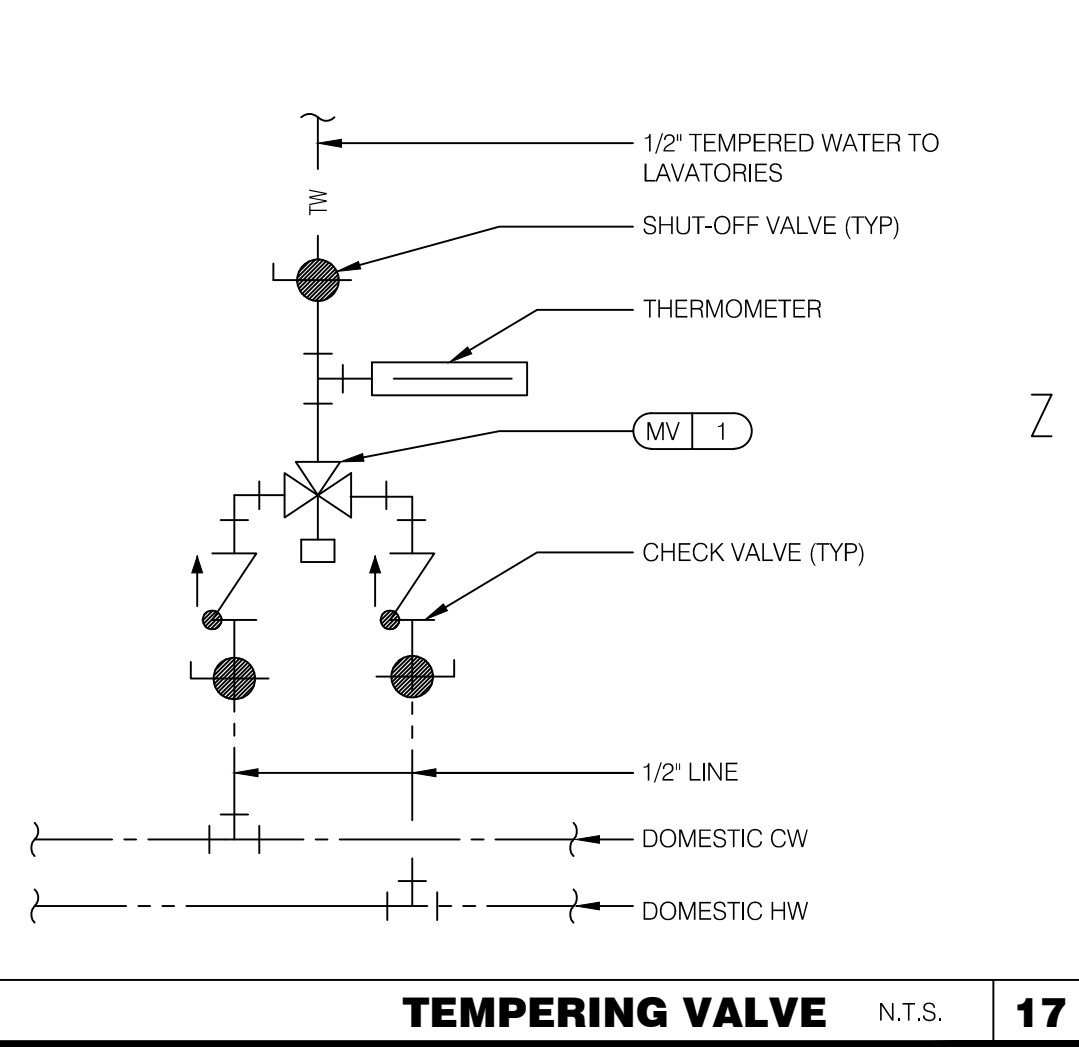 1/2" TEMPERED WATER TO
LAVATORIES
TW
SHUT-OFF VALVE (TYP)
THERMOMETER
MV 1
Z
CHECK VALVE (TYP)
1/2" LINE
DOMESTIC CW
DOMESTIC HW
TEMPERING VALVE N.T.S. 17